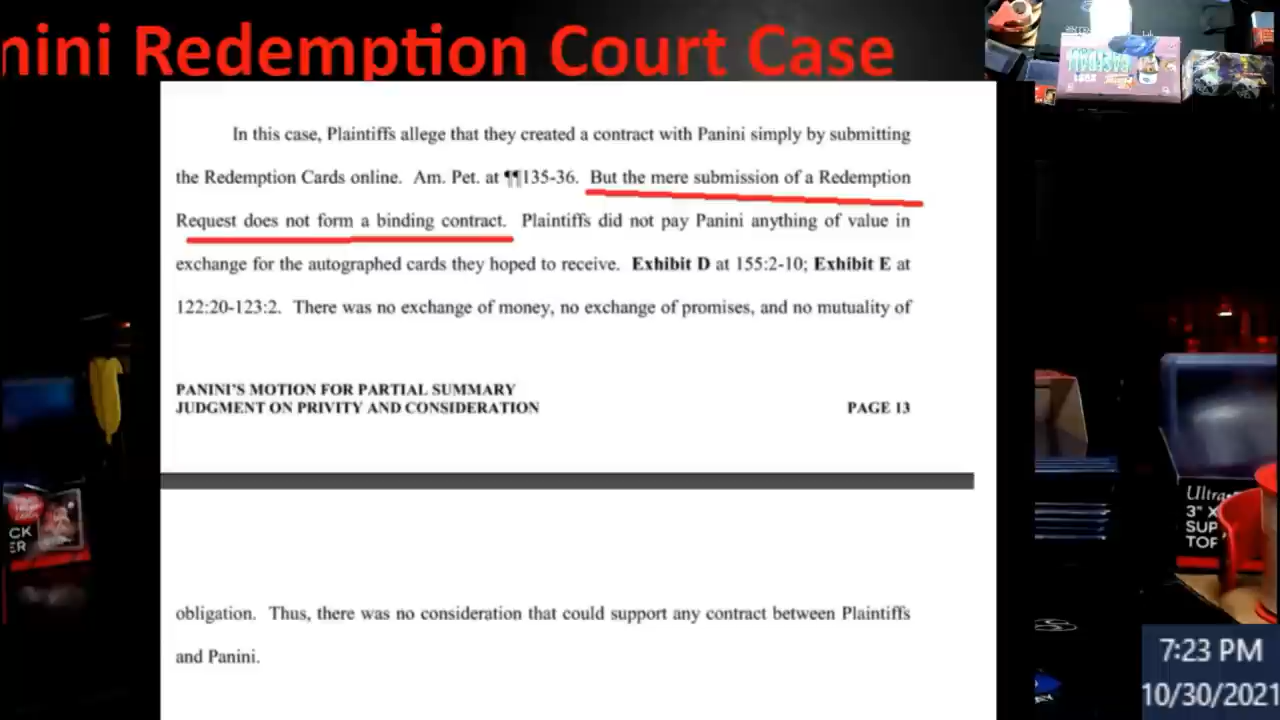 nini Redemption Court Case
In this case, Plaintiffs allege that they created a contract with Panini simply by submitting
the Redemption Cards online. Am. Pet. at ¶¶135-36. But the mere submission of a Redemption
Request does not form a binding contract. Plaintiffs did not pay Panini anything of value in
exchange for the autographed cards they hoped to receive. Exhibit D at 155:2-10; Exhibit E at
122:20-123:2. There was no exchange of money, no exchange of promises, and no mutuality of
PANINI'S MOTION FOR PARTIAL SUMMARY
JUDGMENT ON PRIVITY AND CONSIDERATION PAGE 13
obligation. Thus, there was no consideration that could support any contract between Plaintiffs
and Panini.
CK
ER
Ultra
3" X
SUP
TOP
7:23 PM
10/30/2021